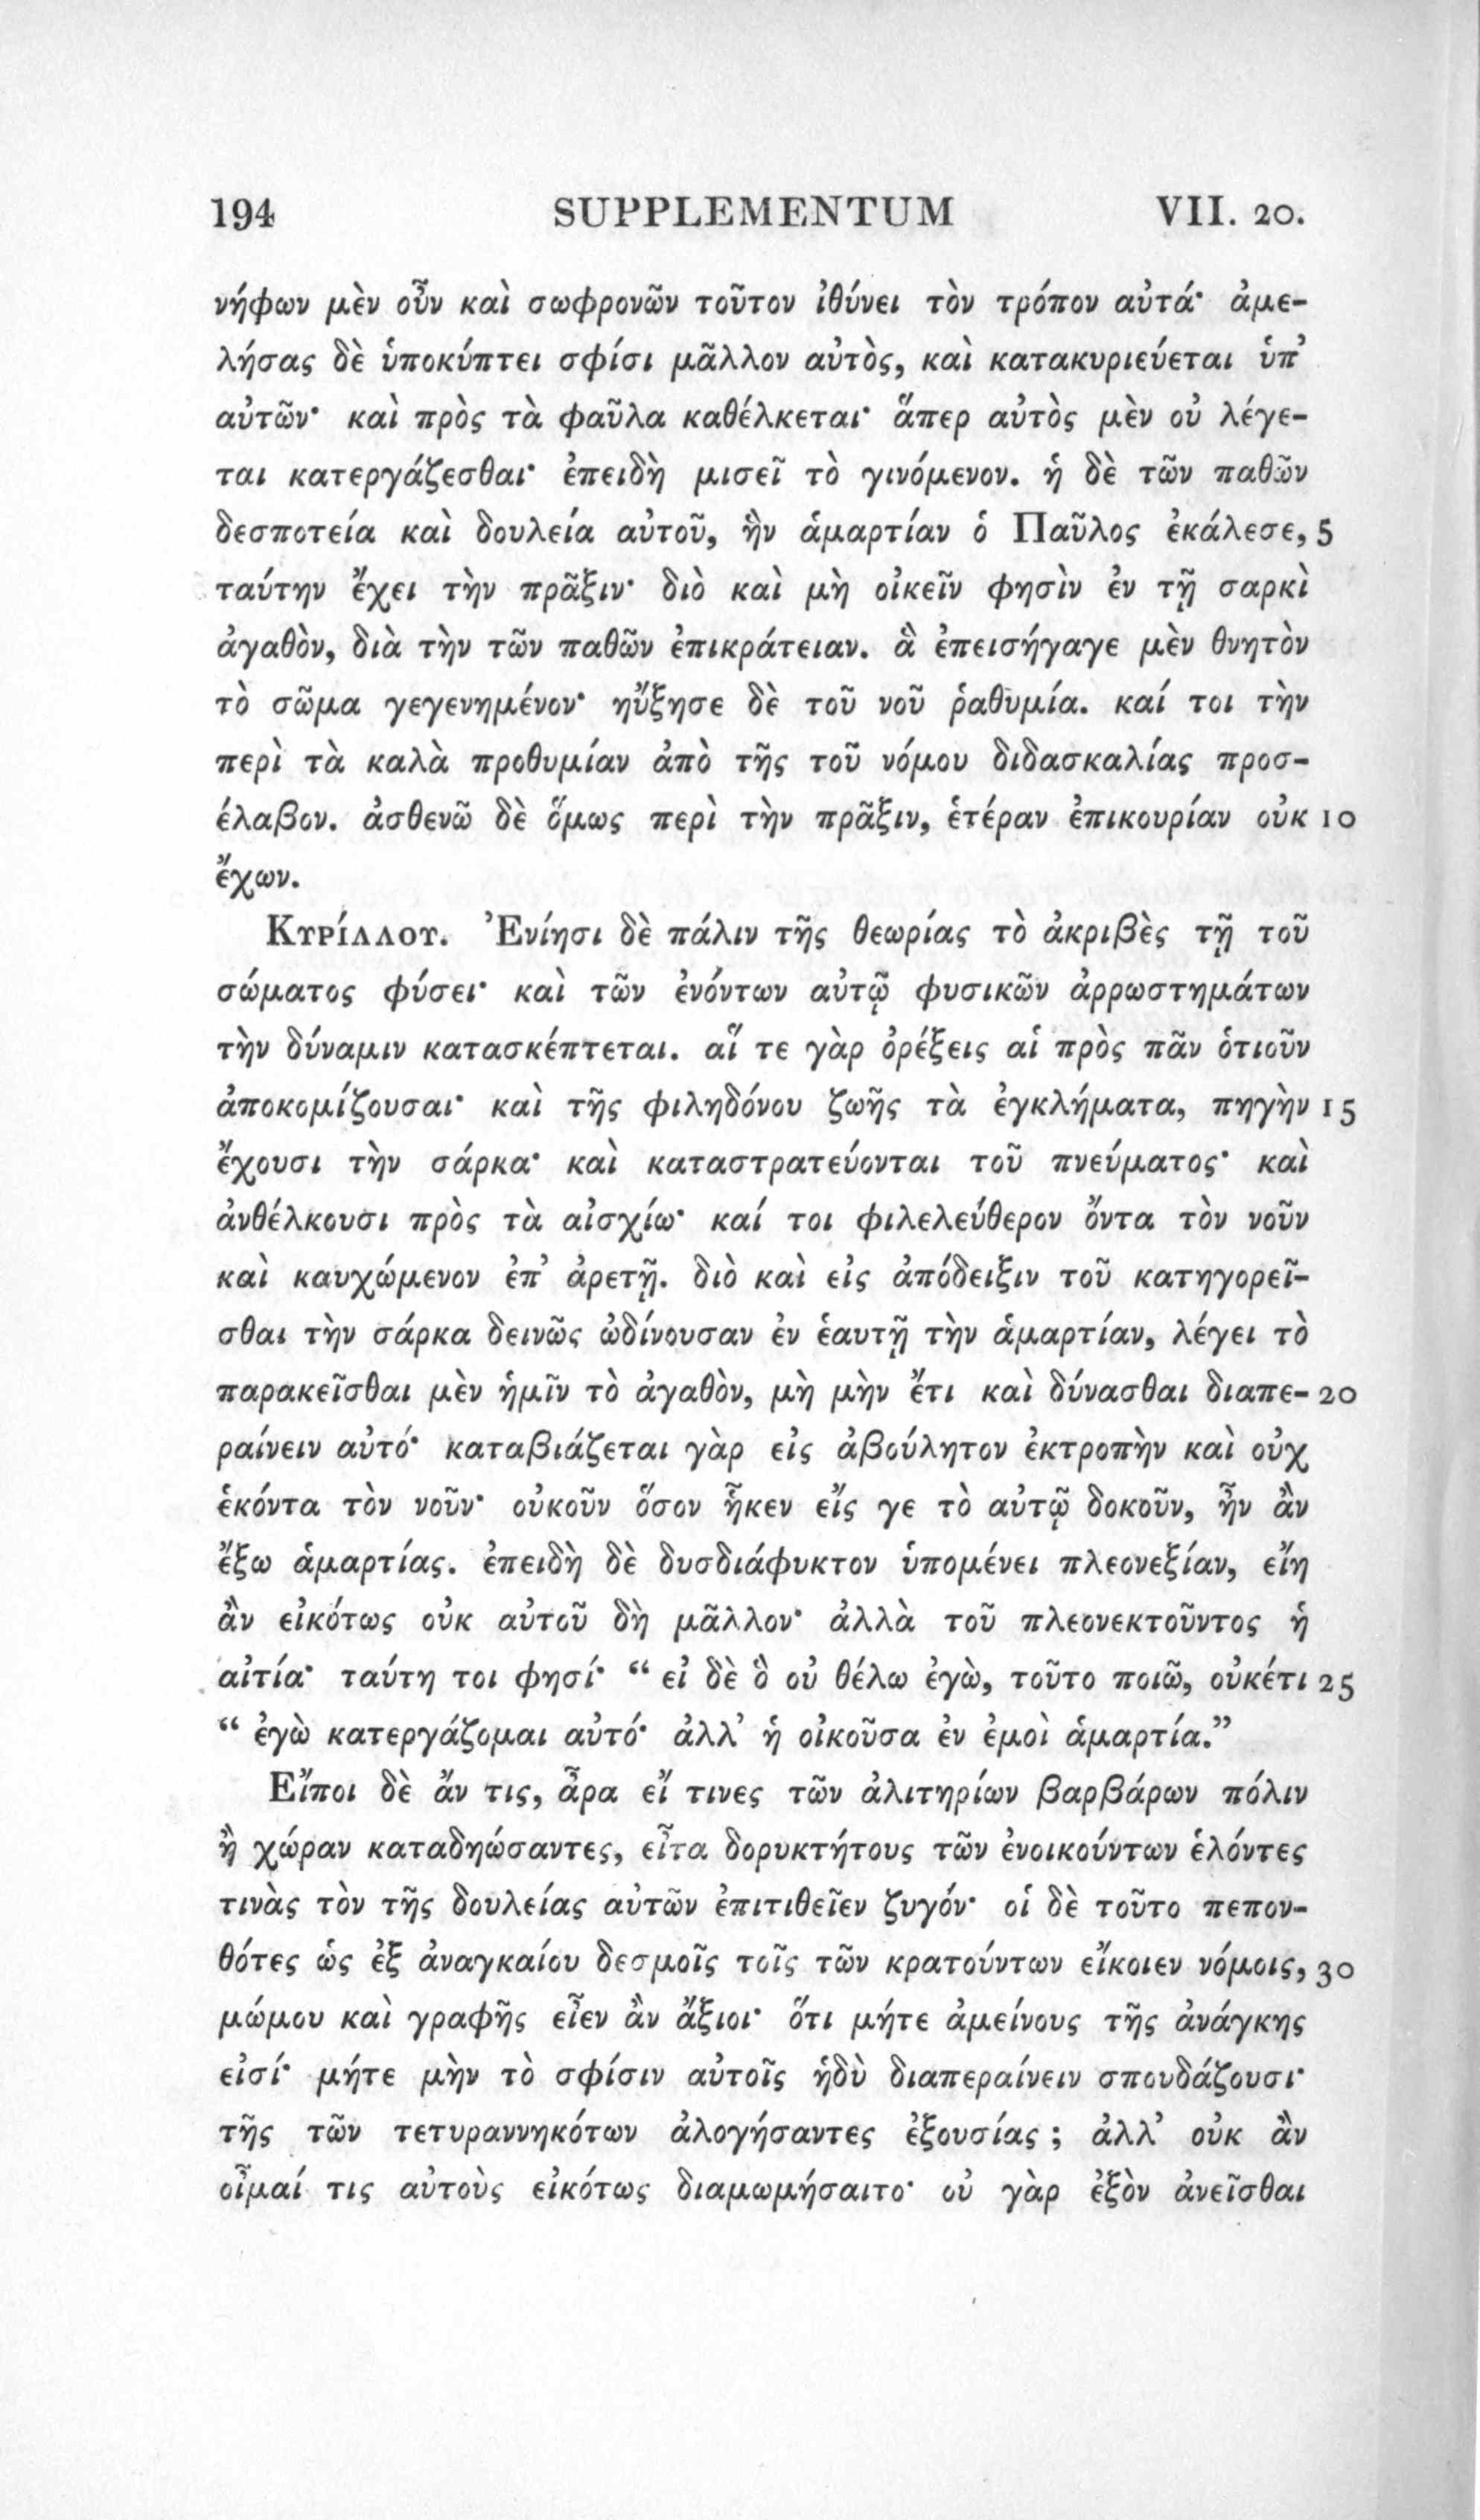 194 SUPPLEMENTUM VII. 20.
νήφων μὲν οὖν καὶ σωφρονῶν τοῦτον ἰθύνει τὸν τρόπον αὐτά· ἀμε-
λήσας δὲ ὑποκύπτει σφίσι μᾶλλον αὐτὸς, καὶ κατακυριεύεται ὑπ’
αὐτῶν· καὶ πρὸς τὰ φαῦλα καθέλκεται· ἅπερ αὐτὸς μὲν οὐ λέγε-
ται κατεργάζεσθαι· ἐπειδὴ μισεῖ τὸ γινόμενον. ἡ δὲ τῶν παθῶν
δεσποτεία καὶ δουλεία αὐτοῦ, ἣν ἁμαρτίαν ὁ Παῦλος ἐκάλεσε, 5
ταύτην ἔχει τὴν πρᾶξιν· διὸ καὶ μὴ οἰκεῖν φησὶν ἐν τῇ σαρκὶ
ἀγαθὸν, διὰ τὴν τῶν παθῶν ἐπικράτειαν. ἃ ἐπεισήγαγε μὲν θνητὸν
τὸ σῶμα γεγενημένον· ηὔξησε δὲ τοῦ νοῦ ῥαθυμία. καί τοι τὴν
περὶ τὰ καλὰ προθυμίαν ἀπὸ τῆς τοῦ νόμου διδασκαλίας προσ-
έλαβον. ἀσθενῶ δὲ ὅμως περὶ τὴν πρᾶξιν, ἑτέραν ἐπικουρίαν οὐκ 10
ἔχων.
Κυρίλλου. Ἐνίησι δὲ πάλιν τῆς θεωρίας τὸ ἀκριβὲς τῇ τοῦ
σώματος φύσει· καὶ τῶν ἐνόντων αὐτῷ φυσικῶν ἀρρωστημάτων
τὴν δύναμιν κατασκέπτεται. αἵ τε γὰρ ὀρέξεις αἱ πρὸς πᾶν ὁτιοῦν
ἀποκομίζουσαι· καὶ τῆς φιληδόνου ζωῆς τὰ ἐγκλήματα, πηγὴν 15
ἔχουσι τὴν σάρκα· καὶ καταστρατεύονται τοῦ πνεύματος· καὶ
ἀνθέλκουσι πρὸς τὰ αἰσχίω· καί τοι φιλελεύθερον ὄντα τὸν νοῦν
καὶ καυχώμενον ἐπ’ ἀρετῇ. διὸ καὶ εἰς ἀπόδειξιν τοῦ κατηγορεῖ-
σθαι τὴν σάρκα δεινῶς ὠδίνουσαν ἐν ἑαυτῇ τὴν ἁμαρτίαν, λέγει τὸ
παρακεῖσθαι μὲν ἡμῖν τὸ ἀγαθὸν, μὴ μὴν ἔτι καὶ δύνασθαι διαπε- 20
ραίνειν αὐτό· καταβιάζεται γὰρ εἰς ἀβούλητον ἐκτροπὴν καὶ οὐχ
ἑκόντα τὸν νοῦν· οὐκοῦν ὅσον ἧκεν εἴς γε τὸ αὐτῷ δοκοῦν, ἦν ἂν
ἔξω ἁμαρτίας. ἐπειδὴ δὲ δυσδιάφυκτον ὑπομένει πλεονεξίαν, εἴη
ἂν εἰκότως οὐκ αὐτοῦ δὴ μᾶλλον· ἀλλὰ τοῦ πλεονεκτοῦντος ἡ
αἰτία· ταύτῃ τοι φησί· “ εἰ δὲ ὃ οὐ θέλω ἐγὼ, τοῦτο ποιῶ, οὐκέτι 25
“ ἐγὼ κατεργάζομαι αὐτό· ἀλλ’ ἡ οἰκοῦσα ἐν ἐμοὶ ἁμαρτία.”
Εἴποι δὲ ἄν τις, ἆρα εἴ τινες τῶν ἀλιτηρίων βαρβάρων πόλιν
ἢ χώραν καταδῃώσαντες, εἶτα δορυκτήτους τῶν ἐνοικούντων ἑλόντες
τινὰς τὸν τῆς δουλείας αὐτῶν ἐπιτιθεῖεν ζυγόν· οἱ δὲ τοῦτο πεπον-
θότες ὡς ἐξ ἀναγκαίου δεσμοῖς τοῖς τῶν κρατούντων εἴκοιεν νόμοις, 30
μώμου καὶ γραφῆς εἶεν ἂν ἄξιοι· ὅτι μήτε ἀμείνους τῆς ἀνάγκης
εἰσί· μήτε μὴν τὸ σφίσιν αὐτοῖς ἡδὺ διαπεραίνειν σπουδάζουσι·
τῆς τῶν τετυραννηκότων ἀλογήσαντες ἐξουσίας ; ἀλλ’ οὐκ ἂν
οἶμαί τις αὐτοὺς εἰκότως διαμωμήσαιτο· οὐ γὰρ ἐξὸν ἀνεῖσθαι